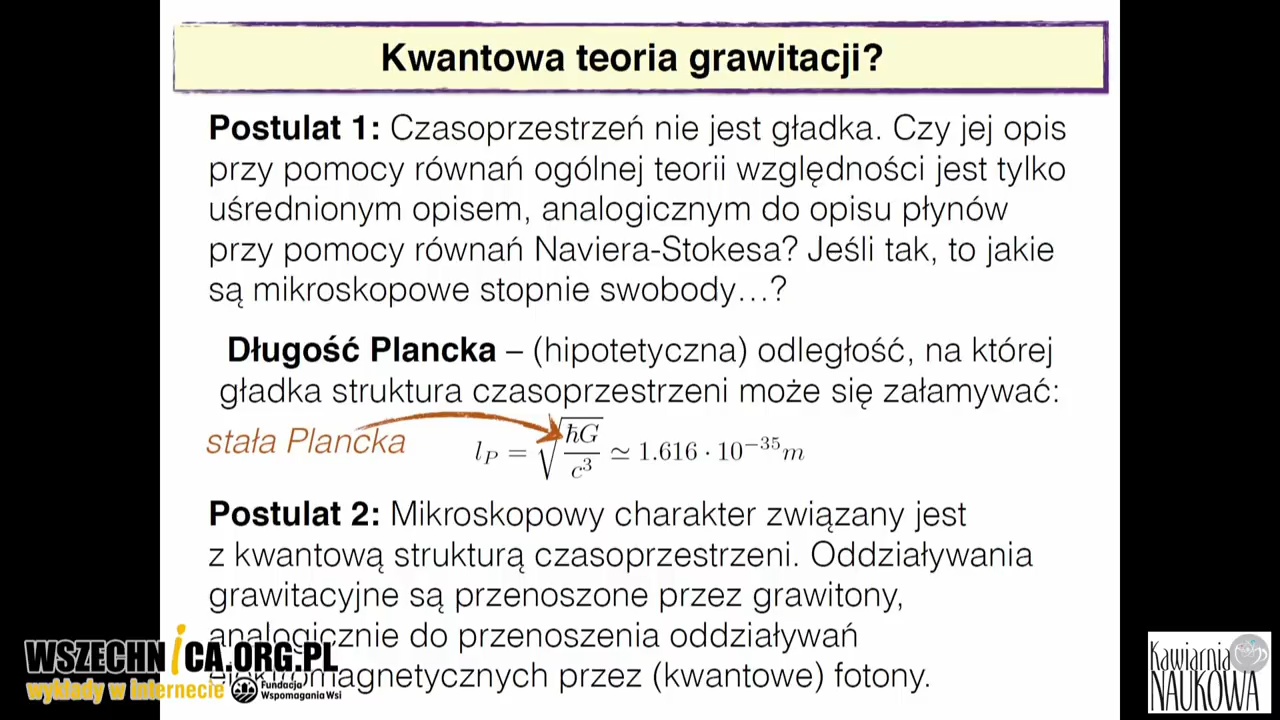 Kwantowa teoria grawitacji?
Postulat 1: Czasoprzestrzeń nie jest gładka. Czy jej opis
przy pomocy równań ogólnej teorii względności jest tylko
uśrednionym opisem, analogicznym do opisu płynów
przy pomocy równań Naviera-Stokesa? Jeśli tak, to jakie
są mikroskopowe stopnie swobody...?
Długość Plancka – (hipotetyczna) odległość, na której
gładka struktura czasoprzestrzeni może się załamywać:
stała Plancka
l_P = √(ħG/c³) ≃ 1.616 · 10⁻³⁵m
Postulat 2: Mikroskopowy charakter związany jest
z kwantową strukturą czasoprzestrzeni. Oddziaływania
grawitacyjne są przenoszone przez grawitony,
analogicznie do przenoszenia oddziaływań
elektromagnetycznych przez (kwantowe) fotony.
WSZECHNiCA.ORG.PL
wykłady w Internecie
Fundacja
Wspomagania Wsi
Kawiarnia
NAUKOWA